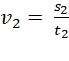 v₂ = s₂/t₂